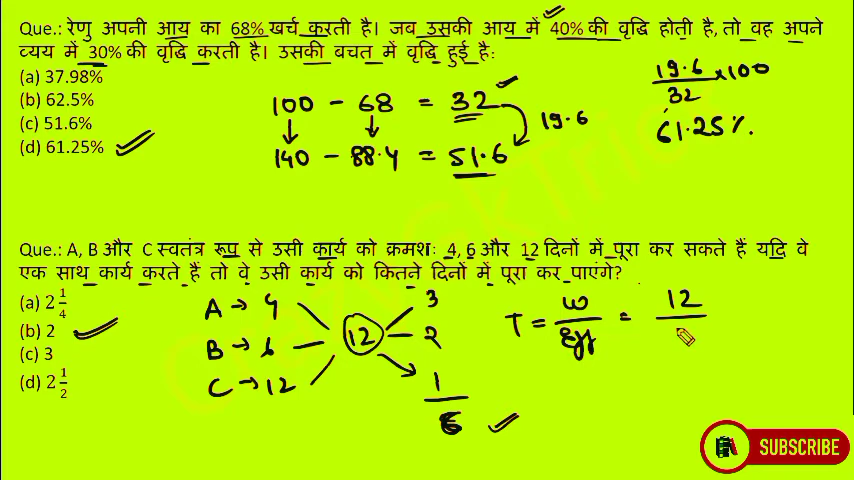 Que.: रेणु अपनी आय का 68% खर्च करती है। जब उसकी आय में 40% की वृद्धि होती है, तो वह अपने
व्यय में 30% की वृद्धि करती है। उसकी बचत में वृद्धि हुई है:
(a) 37.98%
(b) 62.5%
(c) 51.6%
(d) 61.25%
100 - 68 = 32
140 - 88.4 = 51.6
19.6
19.6/32 × 100
61.25%.
Que.: A, B और C स्वतंत्र रूप से उसी कार्य को क्रमशः 4, 6 और 12 दिनों में पूरा कर सकते हैं यदि वे
एक साथ कार्य करते हैं तो वे उसी कार्य को कितने दिनों में पूरा कर पाएंगे?
(a) 2 1/4
(b) 2
(c) 3
(d) 2 1/2
A → 4
B → 6
C → 12
12
3
2
1
6
T = W/Eff = 12
SUBSCRIBE